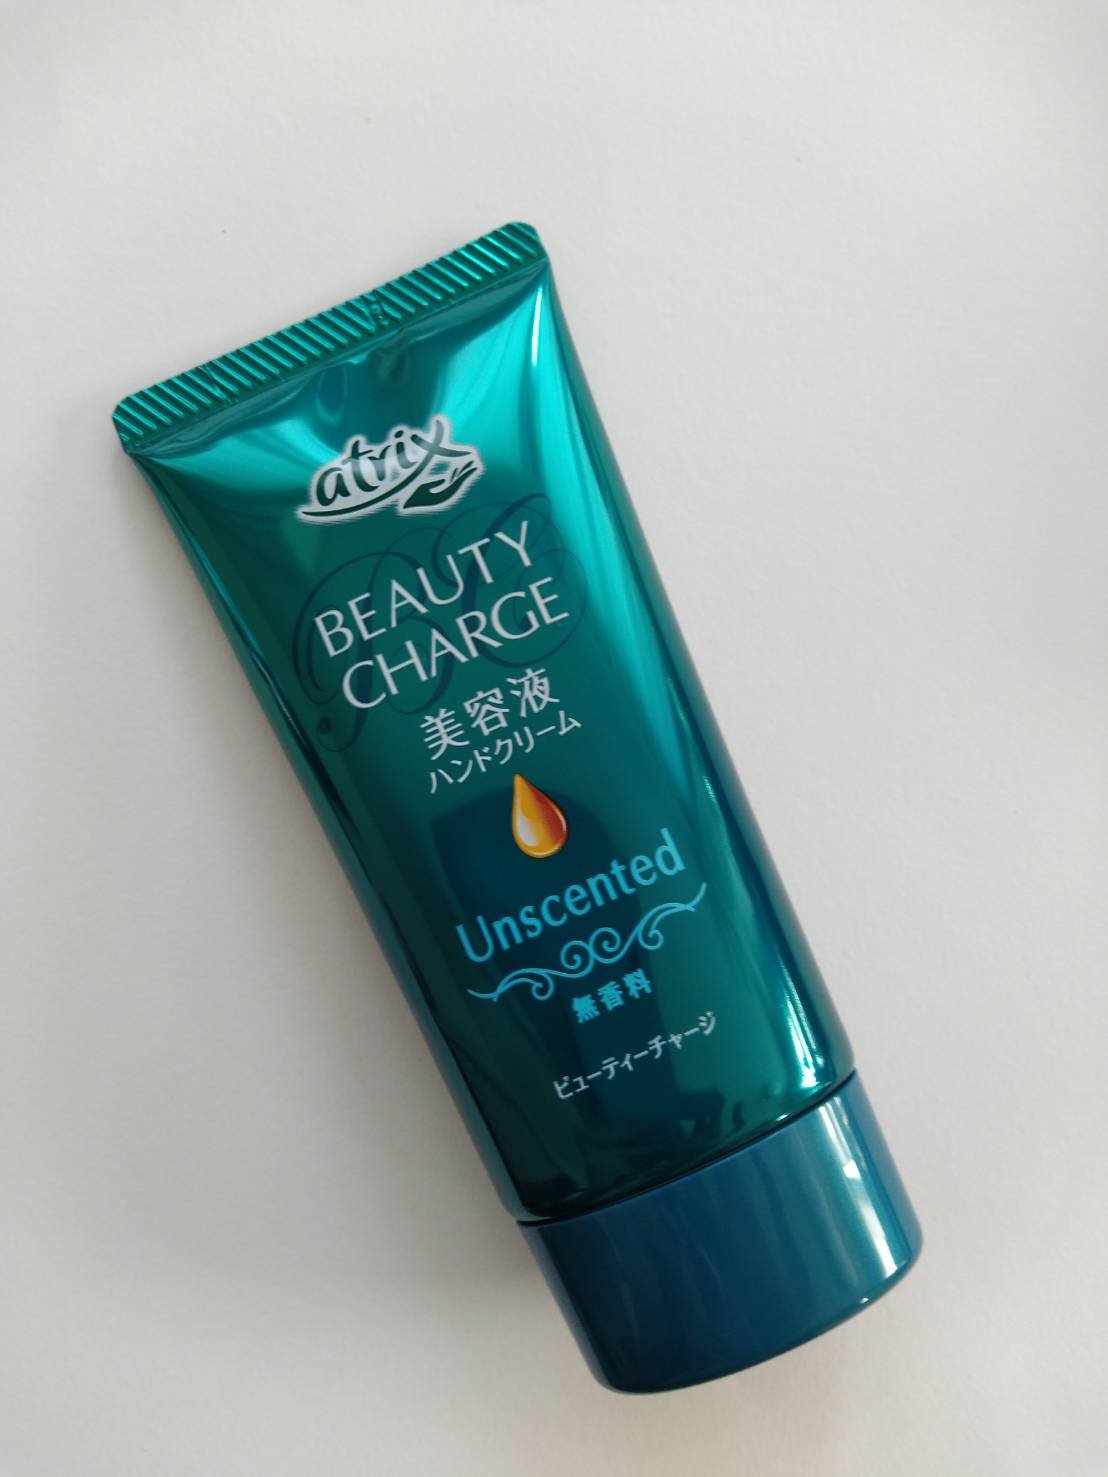 atrix
BEAUTY
CHARGE
美容液
ハンドクリーム
Unscented
無香料
ビューティーチャージ